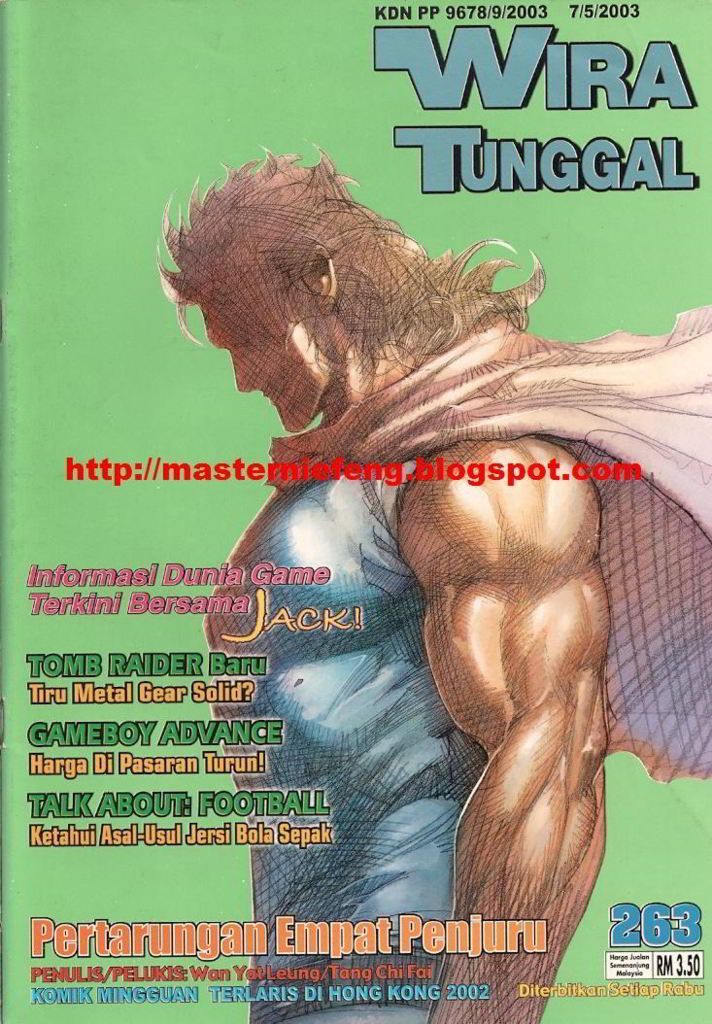 KDN PP 9678/9/2003 7/5/2003
WIRA
TUNGGAL
http://masterniefeng.blogspot.com
Informasi Dunia Game
Terkini Bersama JACK!
TOMB RAIDER Baru
Tiru Metal Gear Solid?
GAMEBOY ADVANCE
Harga Di Pasaran Turun!
TALK ABOUT: FOOTBALL
Ketahui Asal-Usul Jersi Bola Sepak
Pertarungan Empat Penjuru
PENULIS/PELUKIS: Wan Yat Leung/Tang Chi Fai
KOMIK MINGGUAN TERLARIS DI HONG KONG 2002
263
Harga Jualan
Semenanjung
Malaysia
RM 3.50
Diterbitkan Setiap Rabu